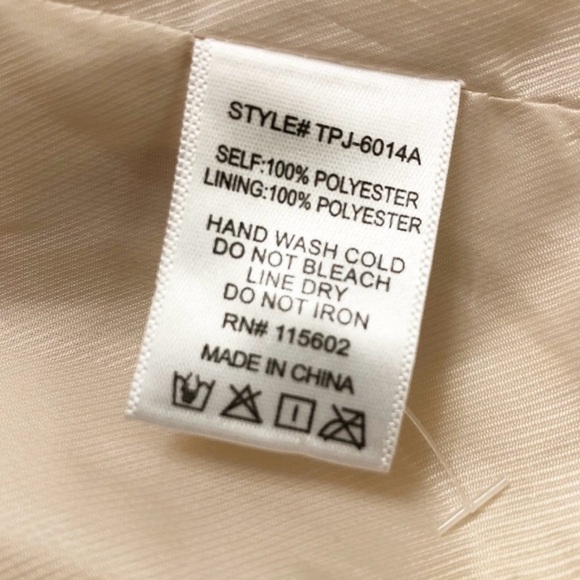 STYLE# TPJ-6014A
SELF:100% POLYESTER
LINING:100% POLYESTER
HAND WASH COLD
DO NOT BLEACH
LINE DRY
DO NOT IRON
RN# 115602
MADE IN CHINA